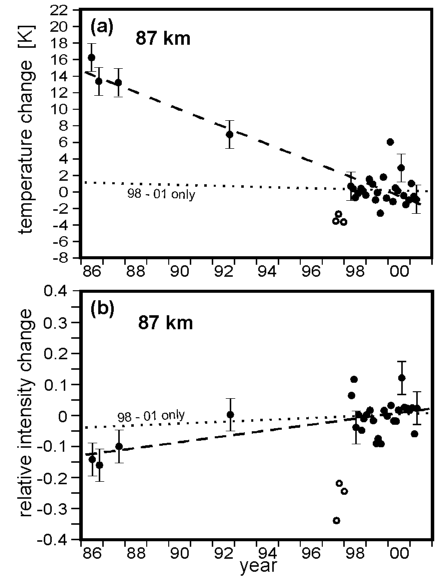 (a)
87 km
temperature change [K]
22
20
18
16
14
12
10
8
6
4
2
0
-2
-4
-6
-8
98 - 01 only
86 88 90 92 94 96 98 00
(b)
87 km
relative intensity change
0.4
0.3
0.2
0.1
0
-0.1
-0.2
-0.3
-0.4
98 - 01 only
86 88 90 92 94 96 98 00
year